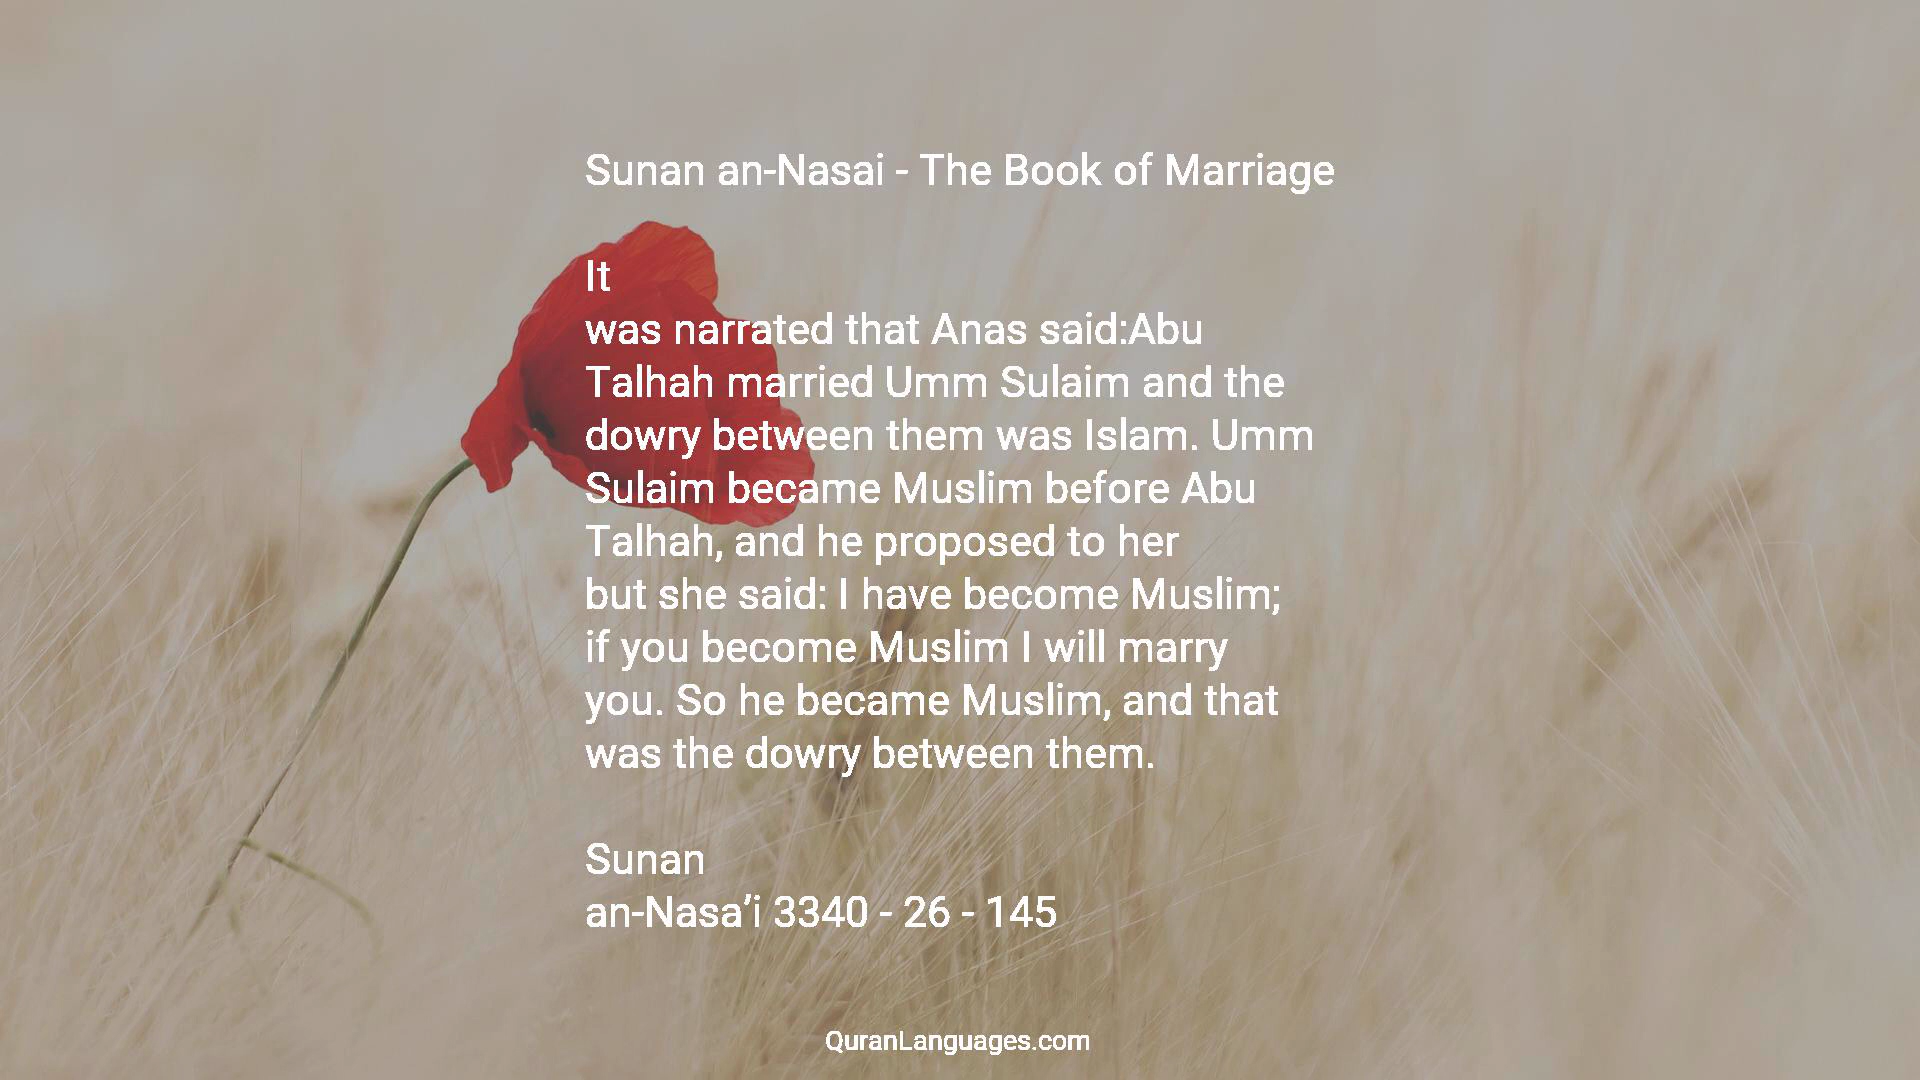 Sunan an-Nasai - The Book of Marriage
It
was narrated that Anas said:Abu
Talhah married Umm Sulaim and the
dowry between them was Islam. Umm
Sulaim became Muslim before Abu
Talhah, and he proposed to her
but she said: I have become Muslim;
if you become Muslim I will marry
you. So he became Muslim, and that
was the dowry between them.
Sunan
an-Nasa’i 3340 - 26 - 145
QuranLanguages.com